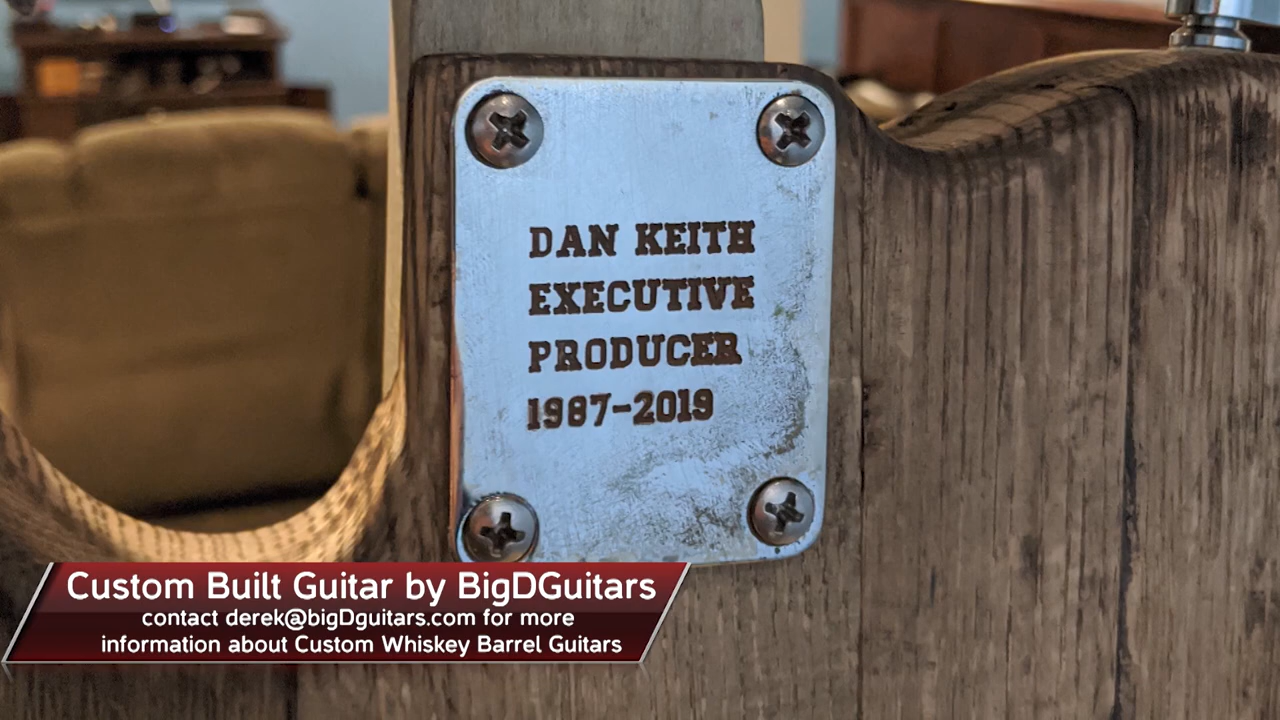 DAN KEITH
EXECUTIVE
PRODUCER
1987-2019
Custom Built Guitar by BigDGuitars
contact derek@bigDguitars.com for more
information about Custom Whiskey Barrel Guitars